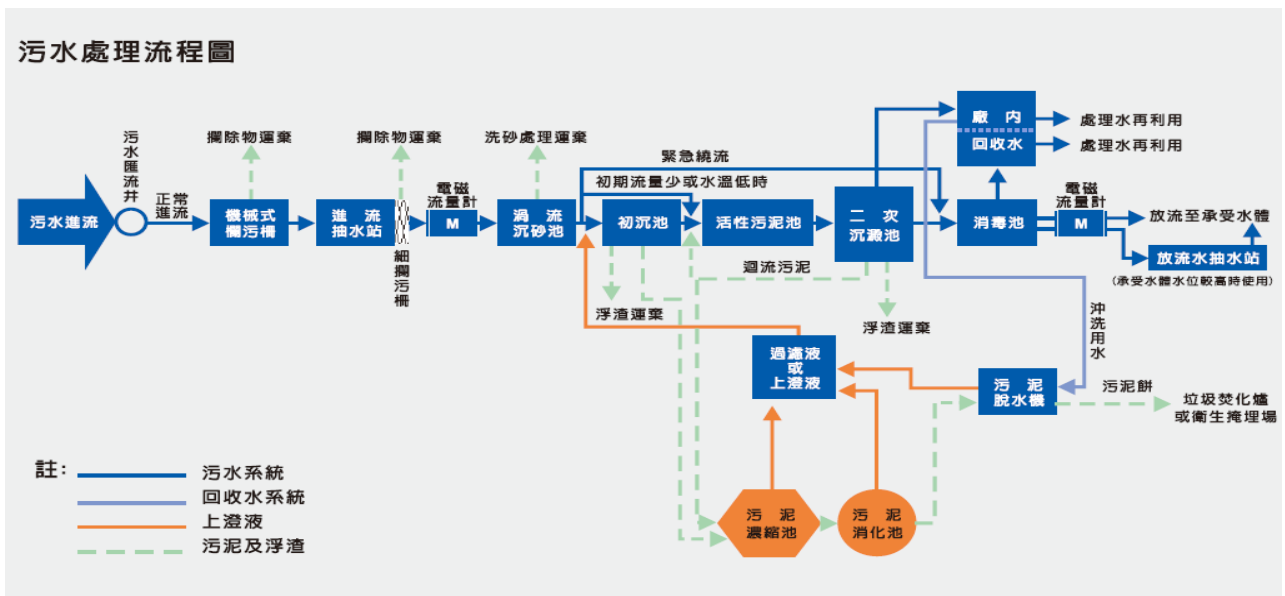 污水處理流程圖
污水進流
污
水
匯
流
井
正常
進流
攔除物運棄
機械式
攔污柵
攔除物運棄
進流
抽水站
細
攔
污
柵
電磁
流量計
M
洗砂處理運棄
渦流
沉砂池
緊急繞流
初期流量少或水溫低時
初沉池
浮渣運棄
活性污泥池
迴流污泥
二次
沉澱池
浮渣運棄
廠內
回收水
處理水再利用
處理水再利用
消毒池
電磁
流量計
M
放流至承受水體
放流水抽水站
(承受水體水位較高時使用)
沖
洗
用
水
過濾液
或
上澄液
污泥
脫水機
污泥餅
垃圾焚化爐
或衛生掩埋場
污泥
濃縮池
污泥
消化池
註:
污水系統
回收水系統
上澄液
污泥及浮渣